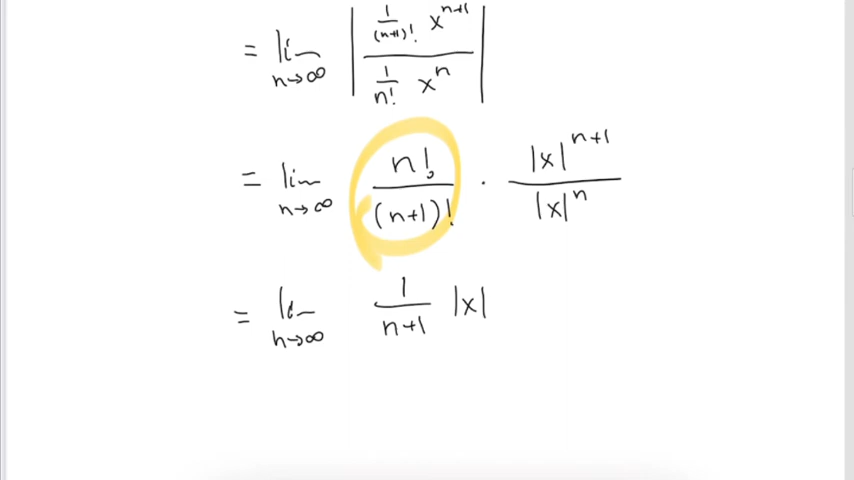 = lim n→∞ | (1/(n+1)! x^(n+1)) / (1/n! x^n) |
= lim n→∞ n!/(n+1)! · |x|^(n+1)/|x|^n
= lim n→∞ 1/(n+1) |x|